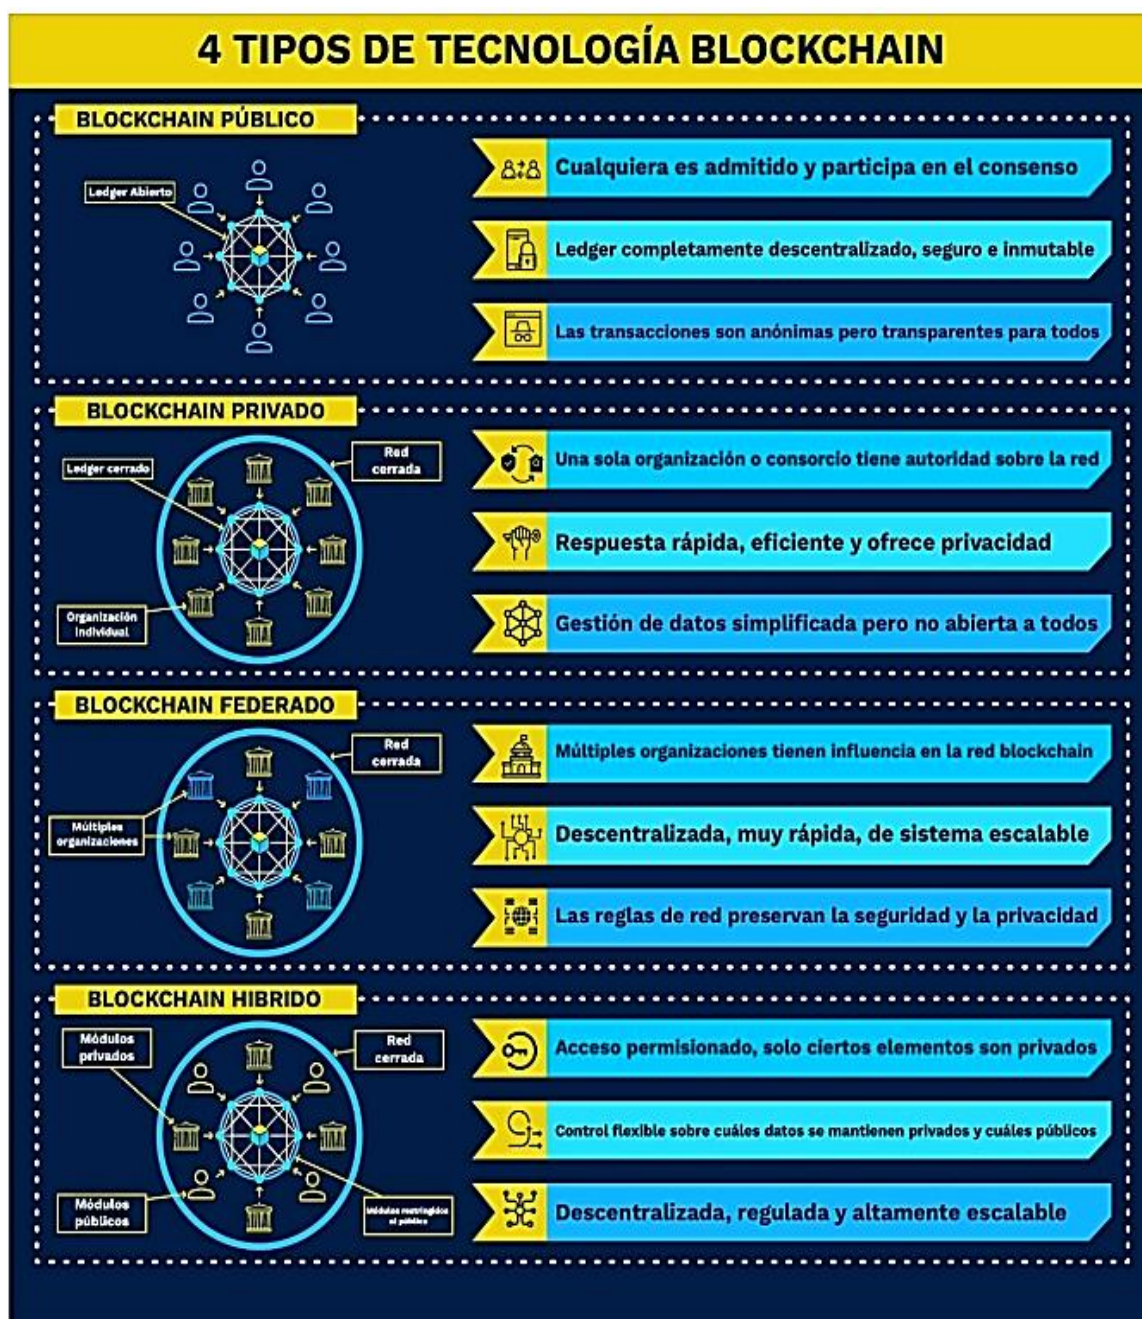 4 TIPOS DE TECNOLOGÍA BLOCKCHAIN
BLOCKCHAIN PÚBLICO
Ledger Abierto
Cualquiera es admitido y participa en el consenso
Ledger completamente descentralizado, seguro e inmutable
Las transacciones son anónimas pero transparentes para todos
BLOCKCHAIN PRIVADO
Red
cerrada
Ledger cerrado
Organización
individual
Una sola organización o consorcio tiene autoridad sobre la red
Respuesta rápida, eficiente y ofrece privacidad
Gestión de datos simplificada pero no abierta a todos
BLOCKCHAIN FEDERADO
Red
cerrada
Múltiples
organizaciones
Múltiples organizaciones tienen influencia en la red blockchain
Descentralizada, muy rápida, de sistema escalable
Las reglas de red preservan la seguridad y la privacidad
BLOCKCHAIN HIBRIDO
Módulos
privados
Red
cerrada
Módulos
públicos
Módulos restringidos
al público
Acceso permisionado, solo ciertos elementos son privados
Control flexible sobre cuáles datos se mantienen privados y cuáles públicos
Descentralizada, regulada y altamente escalable